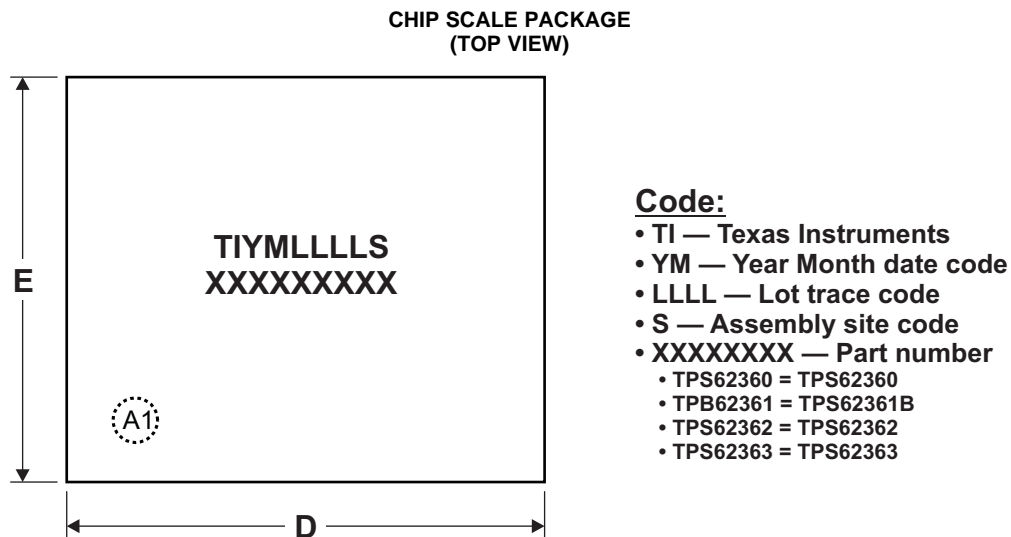 CHIP SCALE PACKAGE
(TOP VIEW)
E
TIYMLLLLS
XXXXXXXXX
A1
D
Code:
• TI — Texas Instruments
• YM — Year Month date code
• LLLL — Lot trace code
• S — Assembly site code
• XXXXXXXX — Part number
• TPS62360 = TPS62360
• TPB62361 = TPS62361B
• TPS62362 = TPS62362
• TPS62363 = TPS62363